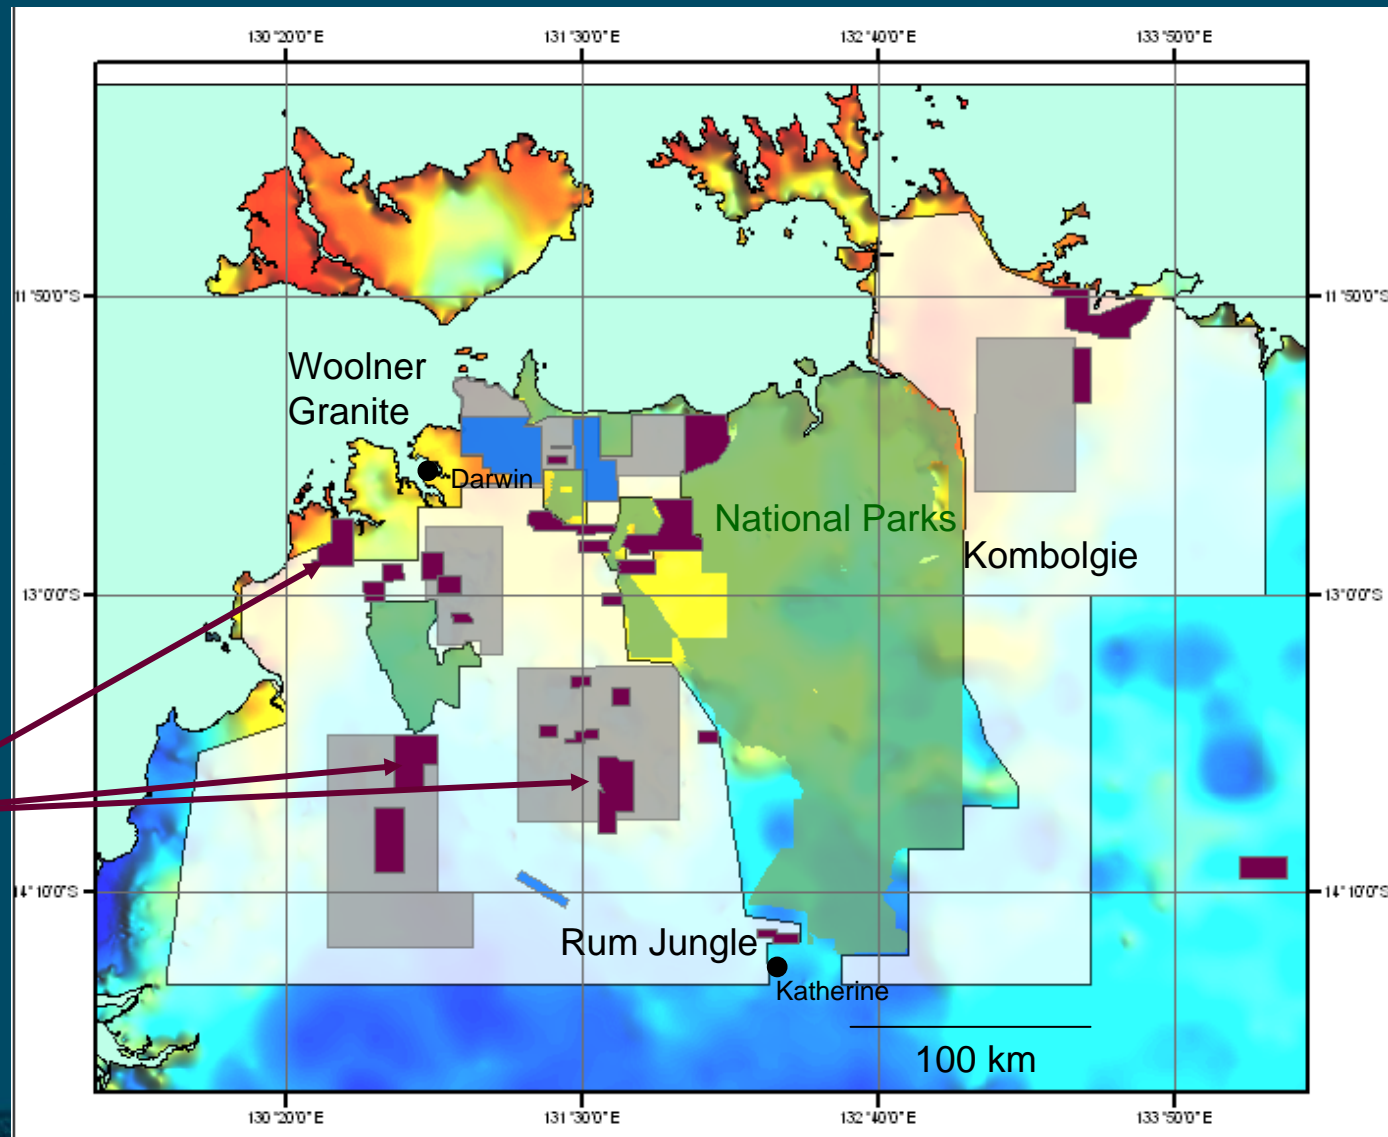 130°20'0"E 131°30'0"E 132°40'0"E 133°50'0"E
11°50'0"S 11°50'0"S
Woolner
Granite
Darwin
National Parks
Kombolgie
13°0'0"S 13°0'0"S
14°10'0"S 14°10'0"S
Rum Jungle
Katherine
100 km
130°20'0"E 131°30'0"E 132°40'0"E 133°50'0"E